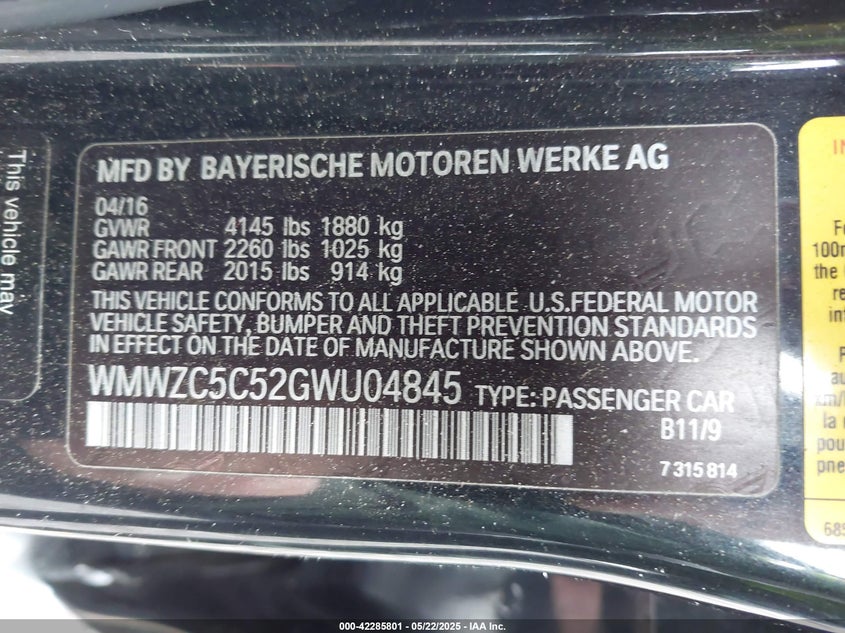 MFD BY BAYERISCHE MOTOREN WERKE AG
04/16
GVWR 4145 lbs 1880 kg
GAWR FRONT 2260 lbs 1025 kg
GAWR REAR 2015 lbs 914 kg
THIS VEHICLE CONFORMS TO ALL APPLICABLE U.S.FEDERAL MOTOR
VEHICLE SAFETY, BUMPER AND THEFT PREVENTION STANDARDS
IN EFFECT ON THE DATE OF MANUFACTURE SHOWN ABOVE.
WMWZC5C52GWU04845 TYPE: PASSENGER CAR
B11/9
7 315 814
This vehicle may
100
the
la
000-42285801 - 05/22/2025 - IAA Inc.